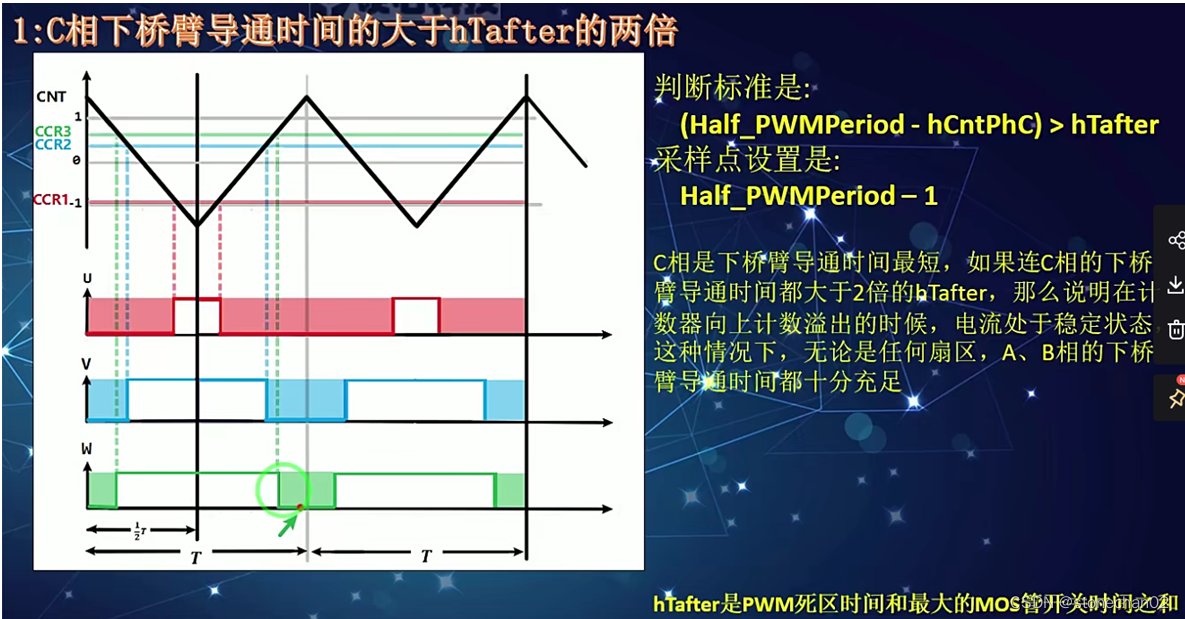 1:C相下桥臂导通时间的大于hTafter的两倍
CNT
1
CCR3
CCR2
0
CCR1
-1
U
V
W
½T
T
T
判断标准是:
(Half_PWMPeriod - hCntPhC) > hTafter
采样点设置是:
Half_PWMPeriod – 1
C相是下桥臂导通时间最短，如果连C相的下桥
臂导通时间都大于2倍的hTafter，那么说明在计
数器向上计数溢出的时候，电流处于稳定状态
这种情况下，无论是任何扇区，A、B相的下桥
臂导通时间都十分充足
hTafter是PWM死区时间和最大的MOS管开关时间之和